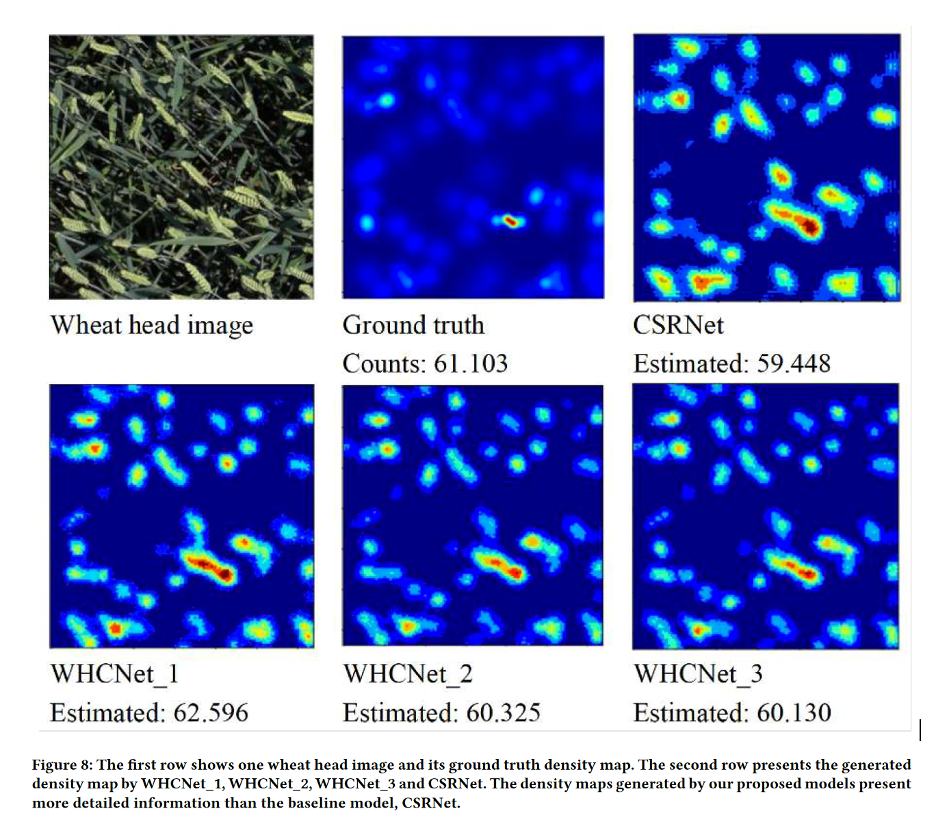 Wheat head image
Ground truth
Counts: 61.103
CSRNet
Estimated: 59.448
WHCNet_1
Estimated: 62.596
WHCNet_2
Estimated: 60.325
WHCNet_3
Estimated: 60.130
Figure 8: The first row shows one wheat head image and its ground truth density map. The second row presents the generated
density map by WHCNet_1, WHCNet_2, WHCNet_3 and CSRNet. The density maps generated by our proposed models present
more detailed information than the baseline model, CSRNet.